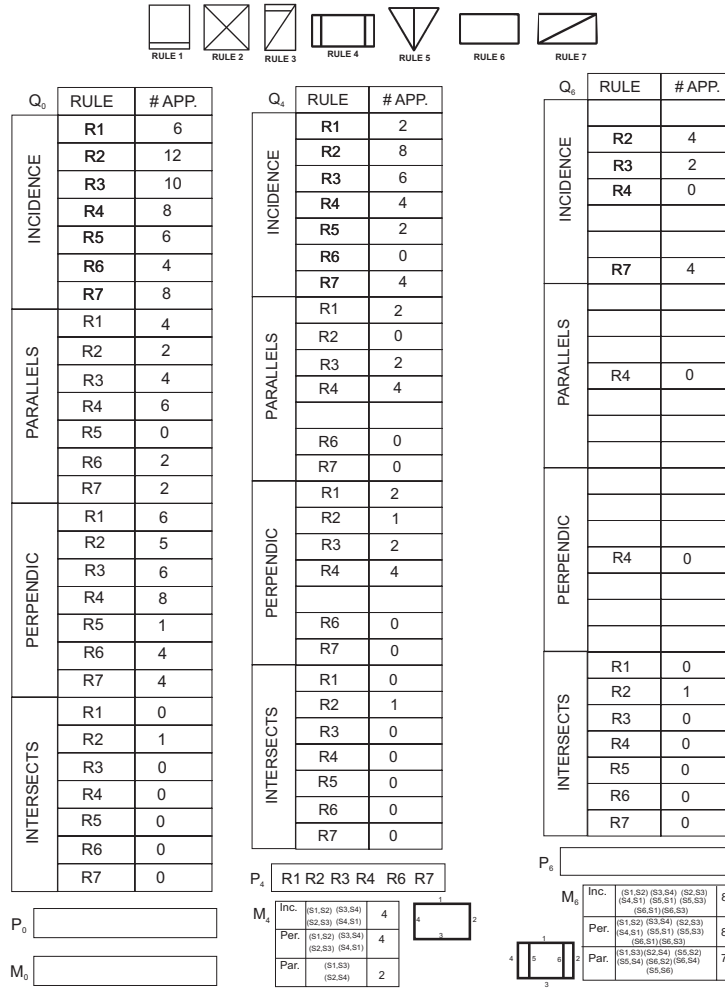 RULE 1 RULE 2 RULE 3 RULE 4 RULE 5 RULE 6 RULE 7
Q0 RULE # APP.
INCIDENCE
R1 6
R2 12
R3 10
R4 8
R5 6
R6 4
R7 8
PARALLELS
R1 4
R2 2
R3 4
R4 6
R5 0
R6 2
R7 2
PERPENDIC
R1 6
R2 5
R3 6
R4 8
R5 1
R6 4
R7 4
INTERSECTS
R1 0
R2 1
R3 0
R4 0
R5 0
R6 0
R7 0
P0
M0
Q4 RULE # APP.
INCIDENCE
R1 2
R2 8
R3 6
R4 4
R5 2
R6 0
R7 4
PARALLELS
R1 2
R2 0
R3 2
R4 4
R6 0
R7 0
PERPENDIC
R1 2
R2 1
R3 2
R4 4
R6 0
R7 0
INTERSECTS
R1 0
R2 1
R3 0
R4 0
R5 0
R6 0
R7 0
P4 R1 R2 R3 R4 R6 R7
M4
Inc. (S1,S2) (S3,S4) 4
(S2,S3) (S4,S1)
Per. (S1,S2) (S3,S4) 4
(S2,S3) (S4,S1)
Par. (S1,S3) 2
(S2,S4)
1
4 2
3
Q6 RULE # APP.
INCIDENCE
R2 4
R3 2
R4 0
R7 4
PARALLELS
R4 0
PERPENDIC
R4 0
INTERSECTS
R1 0
R2 1
R3 0
R4 0
R5 0
R6 0
R7 0
P6
M6
Inc. (S1,S2) (S3,S4) (S2,S3) 8
(S4,S1) (S5,S1) (S5,S3)
(S6,S1)(S6,S3)
Per. (S1,S2) (S3,S4) (S2,S3) 8
(S4,S1) (S5,S1) (S5,S3)
(S6,S1)(S6,S3)
Par. (S1,S3)(S2,S4) (S5,S2) 7
(S5,S4) (S6,S2)(S6,S4)
(S5,S6)
1
4 5 6 2
3